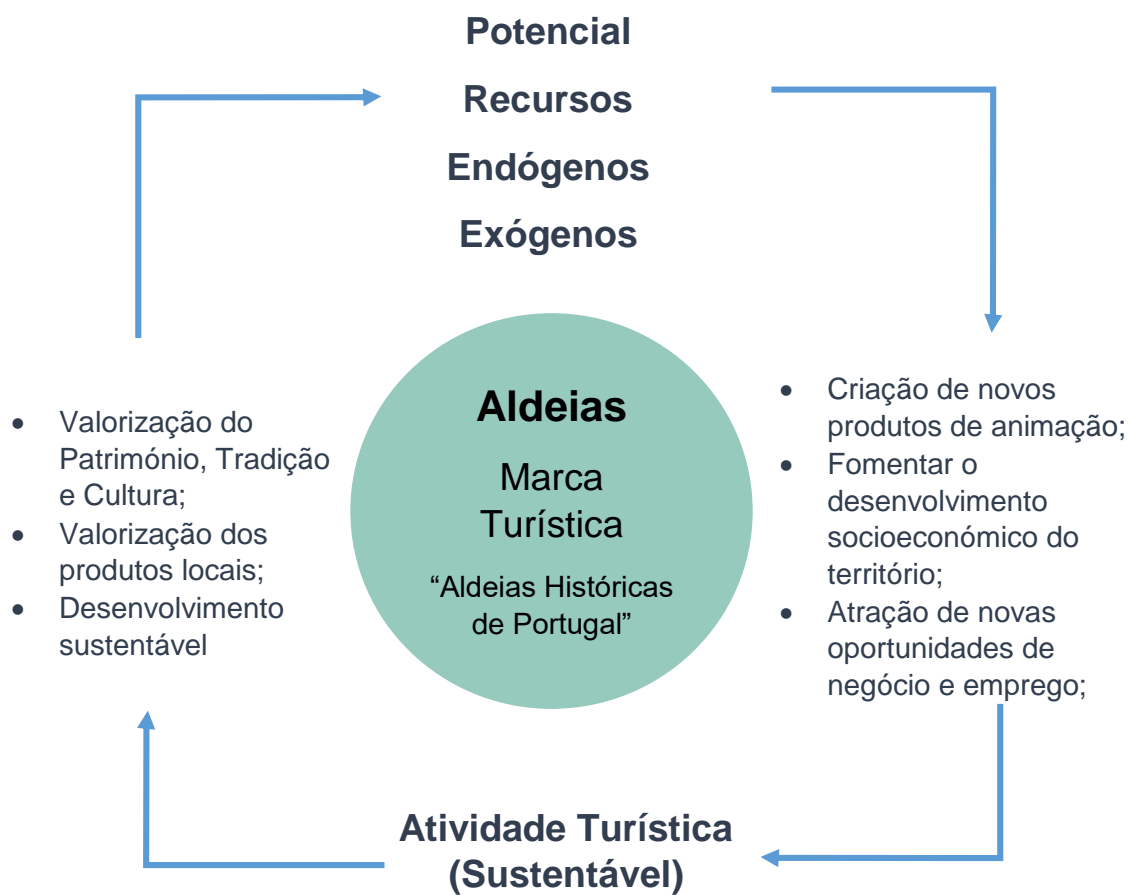 Potencial
Recursos
Endógenos
Exógenos
• Valorização do
Património, Tradição
e Cultura;
• Valorização dos
produtos locais;
• Desenvolvimento
sustentável
Aldeias
Marca
Turística
“Aldeias Históricas
de Portugal”
• Criação de novos
produtos de animação;
• Fomentar o
desenvolvimento
socioeconómico do
território;
• Atração de novas
oportunidades de
negócio e emprego;
Atividade Turística
(Sustentável)